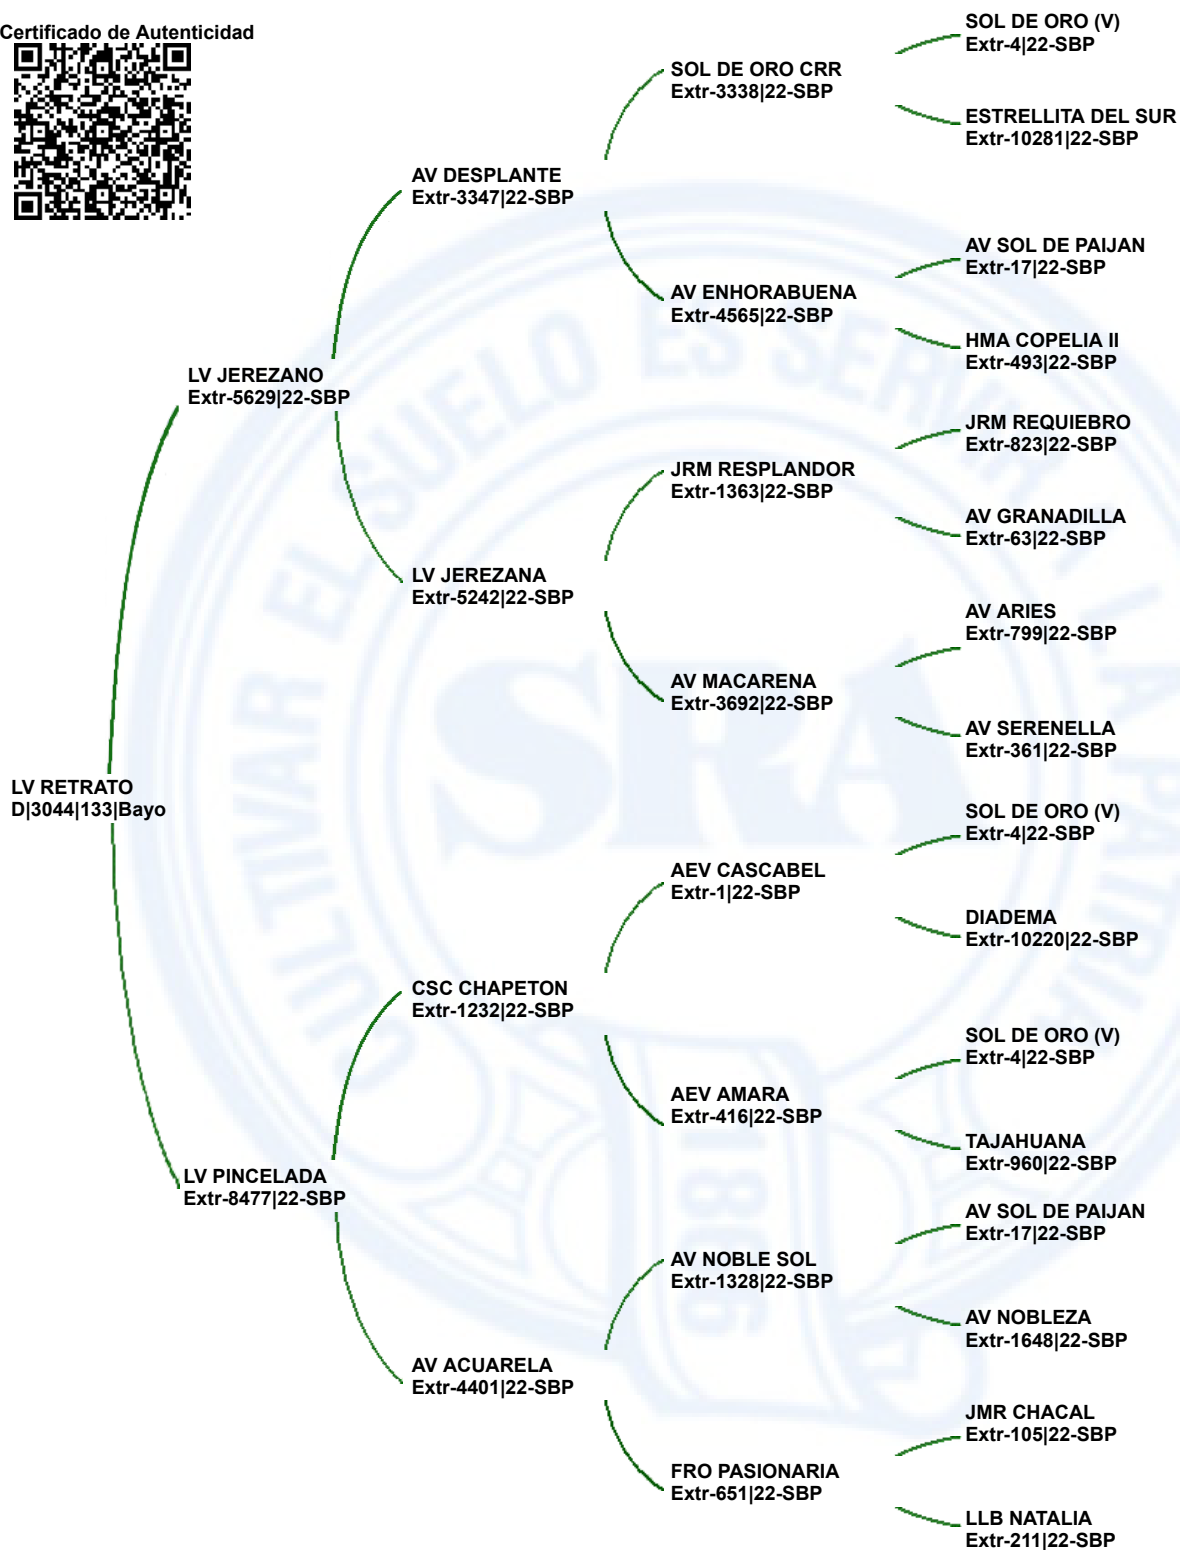 Certificado de Autenticidad
SOL DE ORO (V)
Extr-4|22-SBP
SOL DE ORO CRR
Extr-3338|22-SBP
ESTRELLITA DEL SUR
Extr-10281|22-SBP
AV DESPLANTE
Extr-3347|22-SBP
AV SOL DE PAIJAN
Extr-17|22-SBP
AV ENHORABUENA
Extr-4565|22-SBP
HMA COPELIA II
Extr-493|22-SBP
LV JEREZANO
Extr-5629|22-SBP
JRM REQUIEBRO
Extr-823|22-SBP
JRM RESPLANDOR
Extr-1363|22-SBP
AV GRANADILLA
Extr-63|22-SBP
LV JEREZANA
Extr-5242|22-SBP
AV ARIES
Extr-799|22-SBP
AV MACARENA
Extr-3692|22-SBP
AV SERENELLA
Extr-361|22-SBP
LV RETRATO
D|3044|133|Bayo
SOL DE ORO (V)
Extr-4|22-SBP
AEV CASCABEL
Extr-1|22-SBP
DIADEMA
Extr-10220|22-SBP
CSC CHAPETON
Extr-1232|22-SBP
SOL DE ORO (V)
Extr-4|22-SBP
AEV AMARA
Extr-416|22-SBP
TAJAHUANA
Extr-960|22-SBP
LV PINCELADA
Extr-8477|22-SBP
AV SOL DE PAIJAN
Extr-17|22-SBP
AV NOBLE SOL
Extr-1328|22-SBP
AV NOBLEZA
Extr-1648|22-SBP
AV ACUARELA
Extr-4401|22-SBP
JMR CHACAL
Extr-105|22-SBP
FRO PASIONARIA
Extr-651|22-SBP
LLB NATALIA
Extr-211|22-SBP
CULTIVAR EL SUELO ES SERVIR A LA PATRIA
SRA
1866